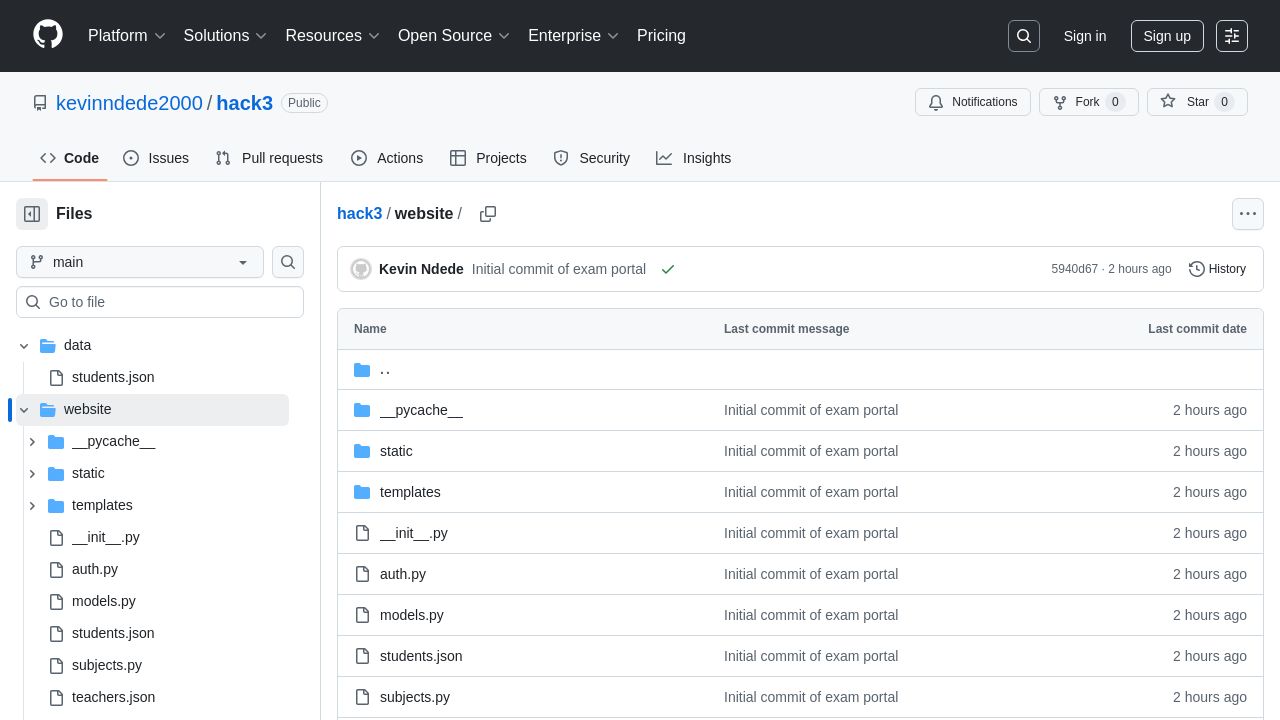 Platform Solutions Resources Open Source Enterprise Pricing Sign in Sign up
kevinndede2000 / hack3 Public Notifications Fork 0 Star 0
Code Issues Pull requests Actions Projects Security Insights
Files
main
Go to file
data
students.json
website
__pycache__
static
templates
__init__.py
auth.py
models.py
students.json
subjects.py
teachers.json
hack3 / website /
Kevin Ndede Initial commit of exam portal 5940d67 · 2 hours ago History
Name Last commit message Last commit date
..
__pycache__ Initial commit of exam portal 2 hours ago
static Initial commit of exam portal 2 hours ago
templates Initial commit of exam portal 2 hours ago
__init__.py Initial commit of exam portal 2 hours ago
auth.py Initial commit of exam portal 2 hours ago
models.py Initial commit of exam portal 2 hours ago
students.json Initial commit of exam portal 2 hours ago
subjects.py Initial commit of exam portal 2 hours ago